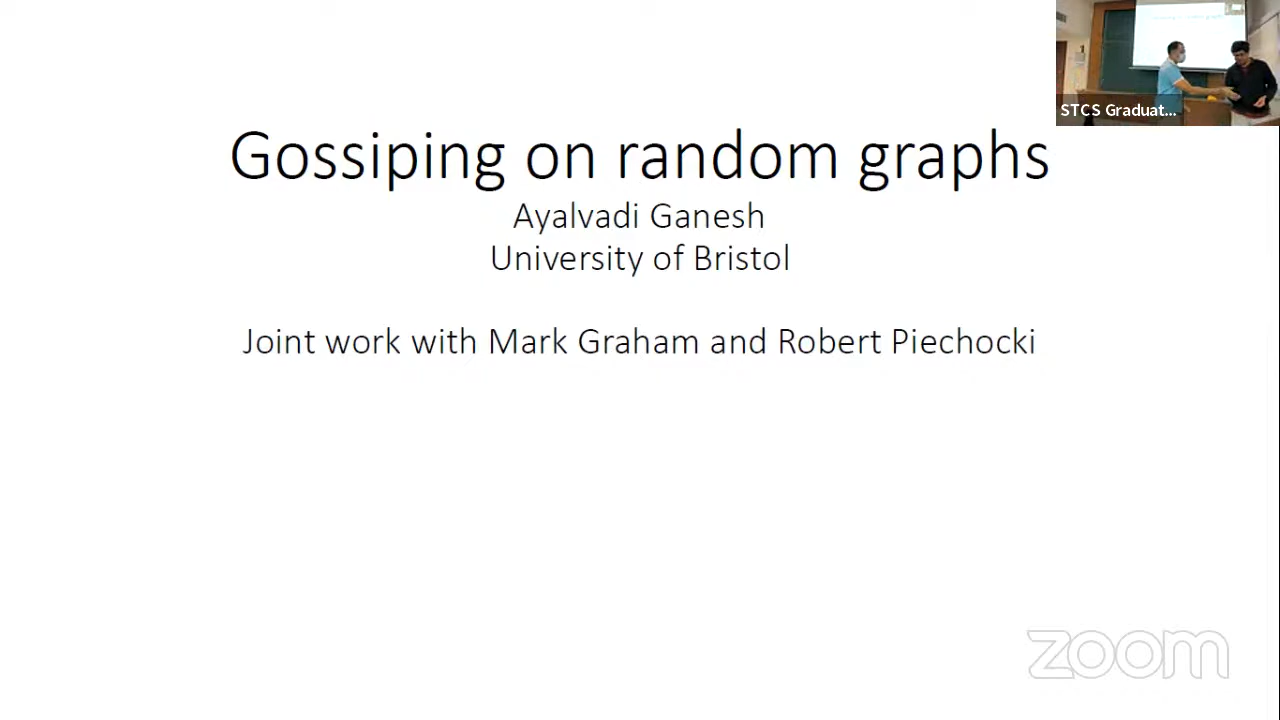 STCS Graduat...
Gossiping on random graphs
Ayalvadi Ganesh
University of Bristol
Joint work with Mark Graham and Robert Piechocki
zoom